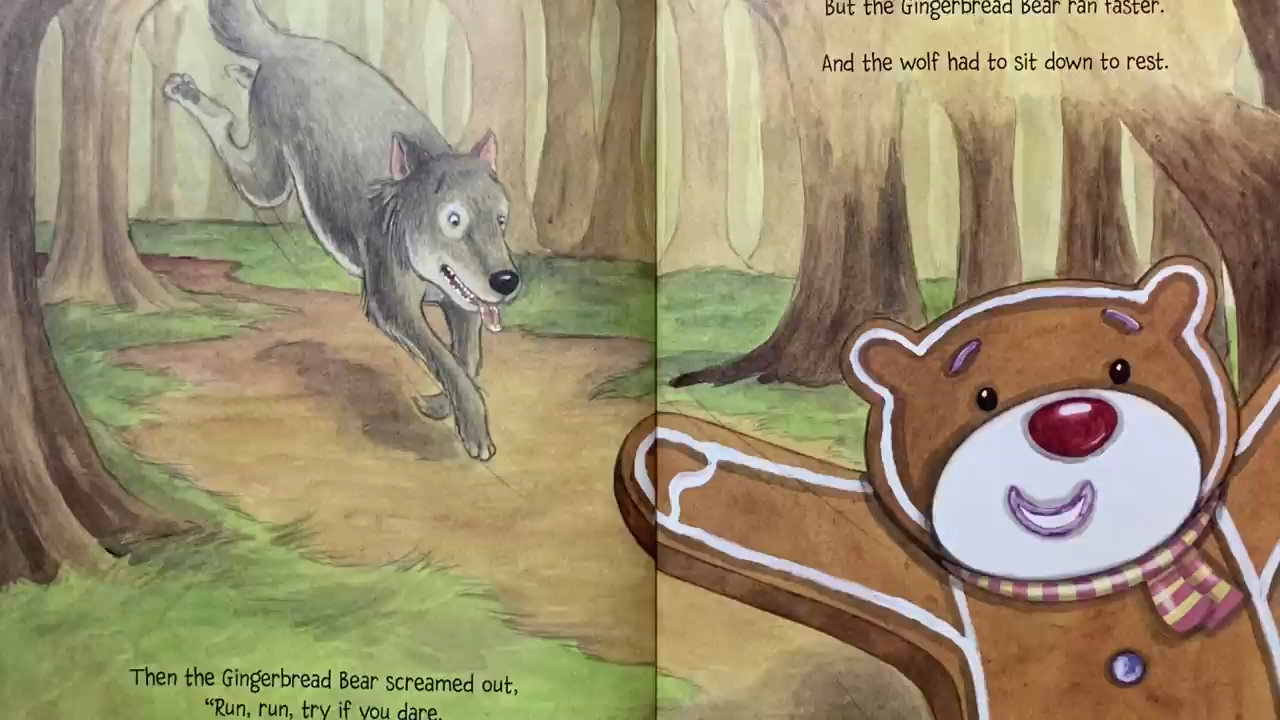 Then the Gingerbread Bear screamed out,
“Run, run, try if you dare.
But the Gingerbread Bear ran faster.
And the wolf had to sit down to rest.